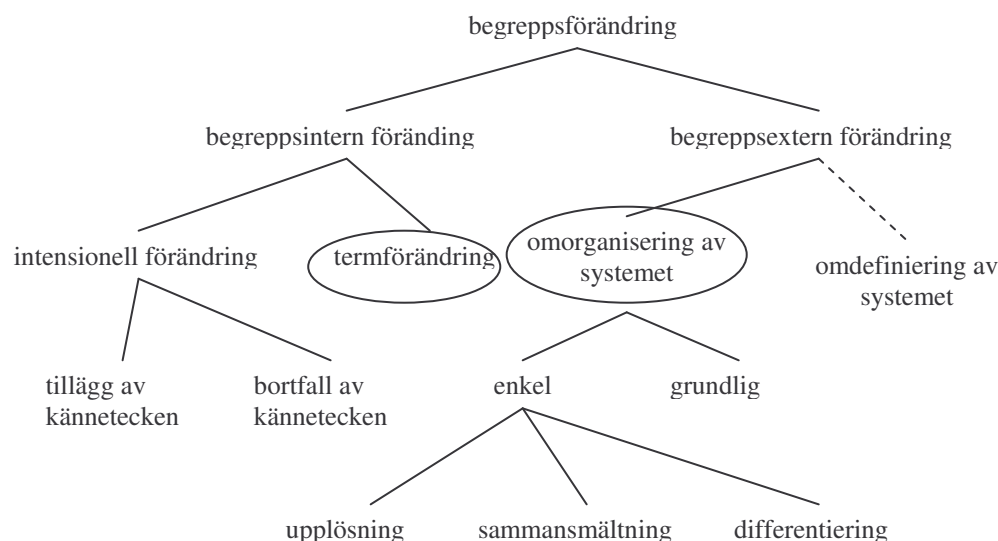 begreppsförändring
begreppsintern föränding
begreppsextern förändring
intensionell förändring
termförändring
omorganisering av
systemet
omdefiniering av
systemet
tillägg av
kännetecken
bortfall av
kännetecken
enkel
grundlig
upplösning
sammansmältning
differentiering